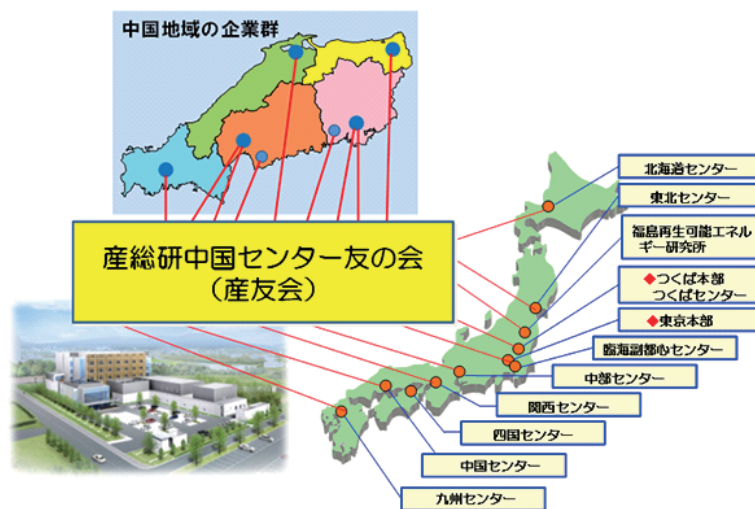 中国地域の企業群
産総研中国センター友の会
（産友会）
北海道センター
東北センター
福島再生可能エネル
ギー研究所
◆つくば本部
つくばセンター
◆東京本部
臨海副都心センター
中部センター
関西センター
四国センター
中国センター
九州センター